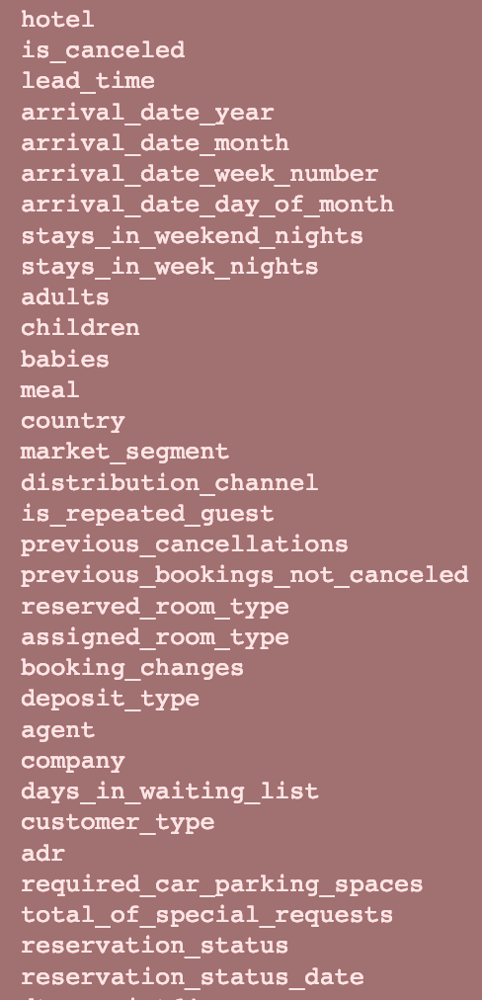 hotel
is_canceled
lead_time
arrival_date_year
arrival_date_month
arrival_date_week_number
arrival_date_day_of_month
stays_in_weekend_nights
stays_in_week_nights
adults
children
babies
meal
country
market_segment
distribution_channel
is_repeated_guest
previous_cancellations
previous_bookings_not_canceled
reserved_room_type
assigned_room_type
booking_changes
deposit_type
agent
company
days_in_waiting_list
customer_type
adr
required_car_parking_spaces
total_of_special_requests
reservation_status
reservation_status_date